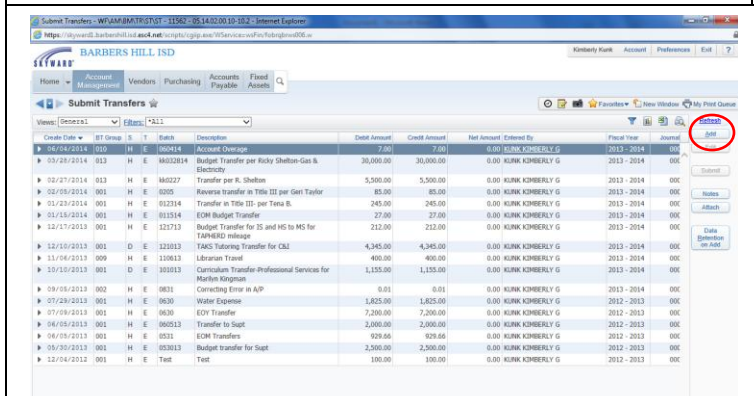 Submit Transfers - WF\AM\BM\TR\ST\ST - 11562 - 05.14.02.00.10-10.2 - Internet Explorer
BARBERS HILL ISD
SKYWARD
Kimberly Kunk Account Preferences Exit ?
Home Account Management Vendors Purchasing Accounts Payable Fixed Assets
Submit Transfers
Favorites New Window My Print Queue
Views: General Filters: *All
Refresh
Create Date BT Group S T Batch Description Debit Amount Credit Amount Net Amount Entered By Fiscal Year Journal
Add
06/04/2014 010 H E 060414 Account Overage 7.00 7.00 0.00 KUNK KIMBERLY G 2013 - 2014 000
03/28/2014 013 H E kk032814 Budget Transfer per Ricky Shelton-Gas & Electricity 30,000.00 30,000.00 0.00 KUNK KIMBERLY G 2013 - 2014 000
Submit
02/27/2014 013 H E kk0227 Transfer per R. Shelton 5,500.00 5,500.00 0.00 KUNK KIMBERLY G 2013 - 2014 000
02/05/2014 001 H E 0205 Reverse transfer in Title III per Geri Taylor 85.00 85.00 0.00 KUNK KIMBERLY G 2013 - 2014 000
Notes
01/23/2014 001 H E 012314 Transfer in Title III- per Tena B. 245.00 245.00 0.00 KUNK KIMBERLY G 2013 - 2014 000
Attach
01/15/2014 001 H E 011514 EOM Budget Transfer 27.00 27.00 0.00 KUNK KIMBERLY G 2013 - 2014 000
12/17/2013 001 H E 121713 Budget Transfer for IS and HS to MS for TAPHERD mileage 212.00 212.00 0.00 KUNK KIMBERLY G 2013 - 2014 000
Data Retention on Add
12/10/2013 001 D E 121013 TAKS Tutoring Transfer for C&I 4,345.00 4,345.00 0.00 KUNK KIMBERLY G 2013 - 2014 000
11/06/2013 009 H E 110613 Librarian Travel 400.00 400.00 0.00 KUNK KIMBERLY G 2013 - 2014 000
10/10/2013 001 D E 101013 Curriculum Transfer-Professional Services for Marilyn Kingman 1,155.00 1,155.00 0.00 KUNK KIMBERLY G 2013 - 2014 000
09/05/2013 002 H E 0831 Correcting Error in A/P 0.01 0.01 0.00 KUNK KIMBERLY G 2013 - 2014 000
07/29/2013 001 H E 0630 Water Expense 1,825.00 1,825.00 0.00 KUNK KIMBERLY G 2012 - 2013 000
07/09/2013 001 H E 0630 EOY Transfer 7,200.00 7,200.00 0.00 KUNK KIMBERLY G 2012 - 2013 000
06/05/2013 001 H E 060513 Transfer to Supt 2,000.00 2,000.00 0.00 KUNK KIMBERLY G 2012 - 2013 000
06/05/2013 001 H E 0531 EOM Transfers 929.66 929.66 0.00 KUNK KIMBERLY G 2012 - 2013 000
05/30/2013 001 H E 053013 Budget transfer for Supt 2,500.00 2,500.00 0.00 KUNK KIMBERLY G 2012 - 2013 000
12/04/2012 001 H E Test Test 100.00 100.00 0.00 KUNK KIMBERLY G 2012 - 2013 000